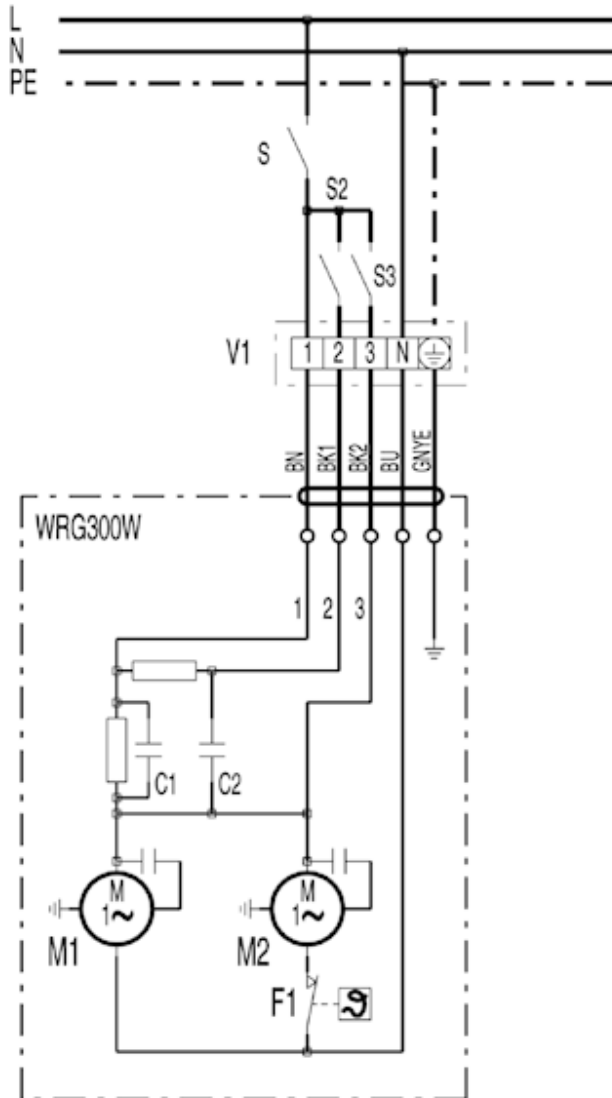 L
N
PE
S
S2
S3
V1
1 2 3 N
BN BK1 BK2 BU GNYE
WRG300W
1 2 3
C1 C2
M 1~
M 1~
M1 M2
F1 ϑ